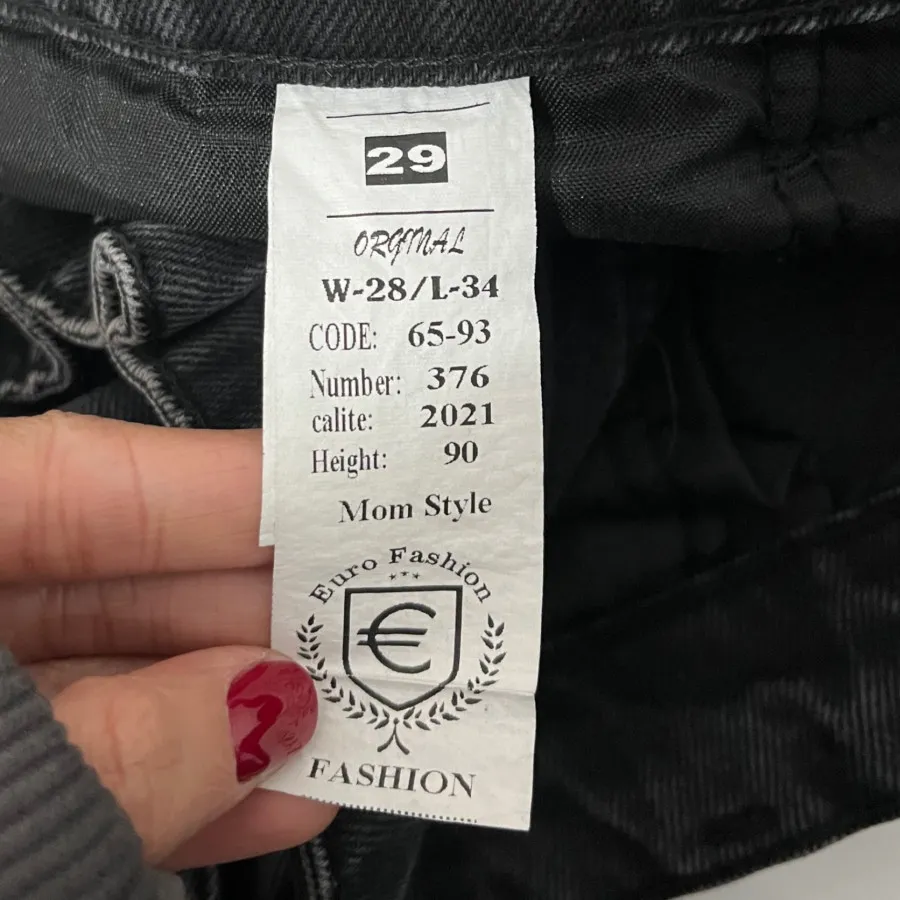 29
ORGINAL
W-28/L-34
CODE: 65-93
Number: 376
calite: 2021
Height: 90
Mom Style
Euro Fashion
€
FASHION